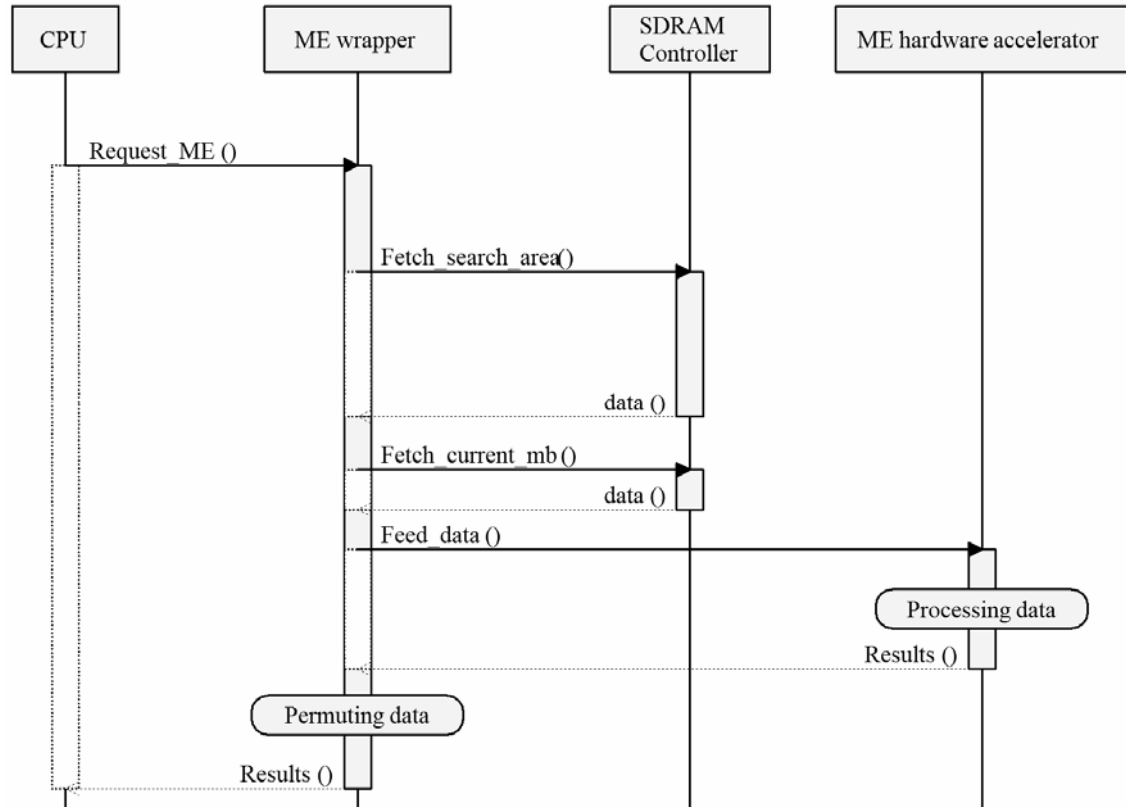 CPU
ME wrapper
SDRAM
Controller
ME hardware accelerator
Request_ME ()
Fetch_search_area()
data ()
Fetch_current_mb ()
data ()
Feed_data ()
Processing data
Results ()
Permuting data
Results ()